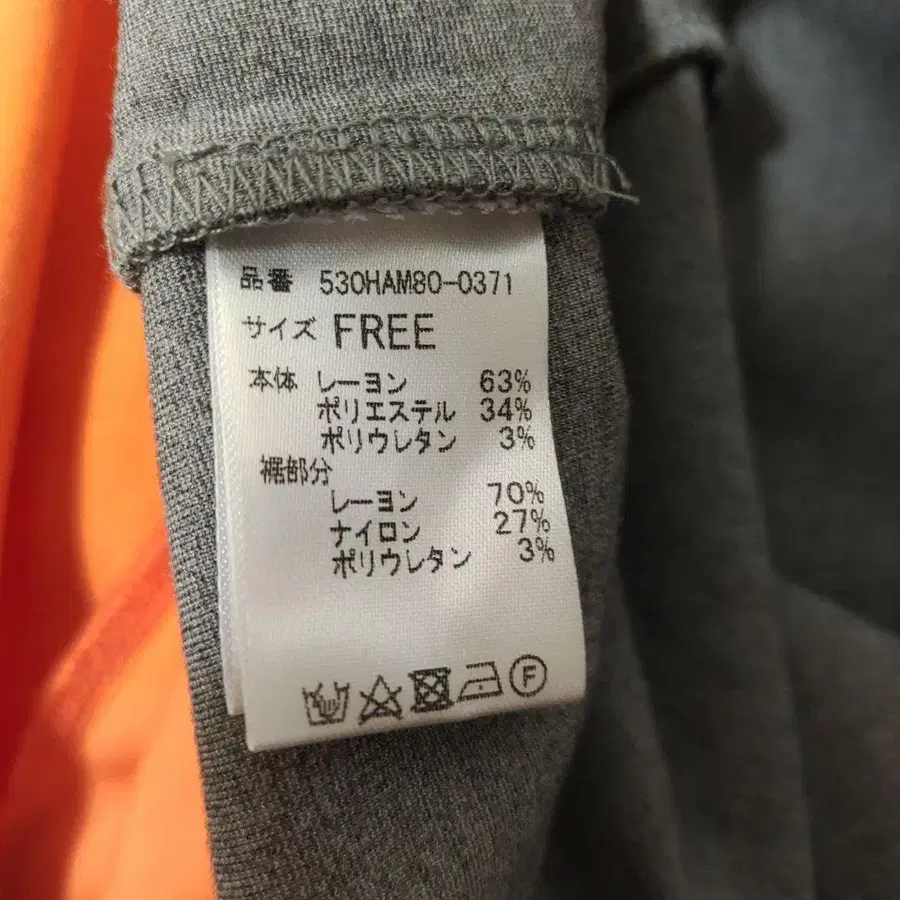 品番 530HAM80-0371
サイズ FREE
本体 レーヨン 63%
ポリエステル 34%
ポリウレタン 3%
裾部分
レーヨン 70%
ナイロン 27%
ポリウレタン 3%
F